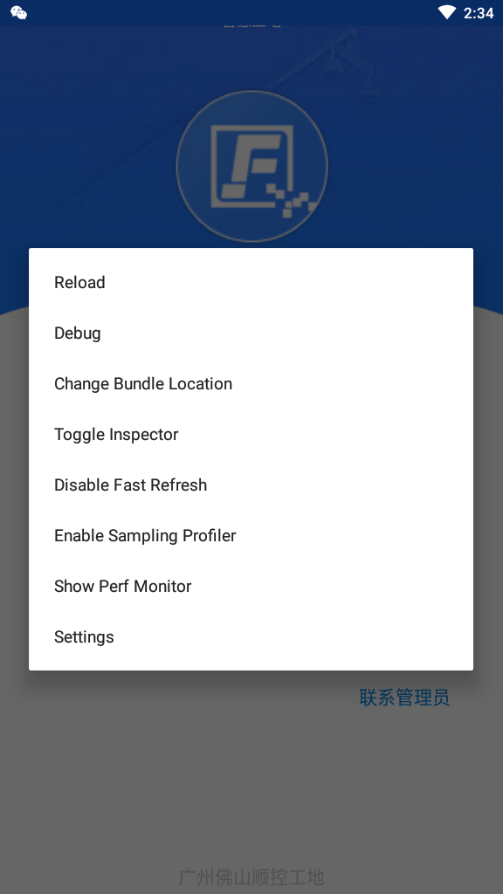 2:34
Reload
Debug
Change Bundle Location
Toggle Inspector
Disable Fast Refresh
Enable Sampling Profiler
Show Perf Monitor
Settings
联系管理员
广州佛山顺控工地